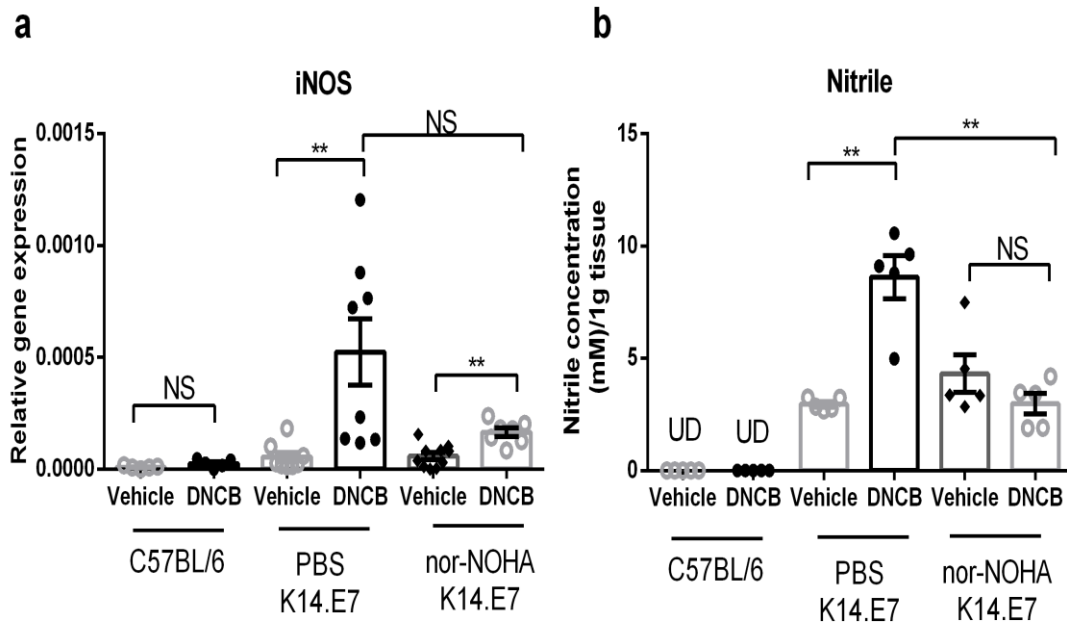 a
iNOS
Relative gene expression
0.0015
0.0010
0.0005
0.0000
NS
**
NS
**
Vehicle DNCB Vehicle DNCB Vehicle DNCB
C57BL/6
PBS
K14.E7
nor-NOHA
K14.E7
b
Nitrile
Nitrile concentration
(mM)/1g tissue
15
10
5
0
UD
UD
**
**
NS
Vehicle DNCB Vehicle DNCB Vehicle DNCB
C57BL/6
PBS
K14.E7
nor-NOHA
K14.E7